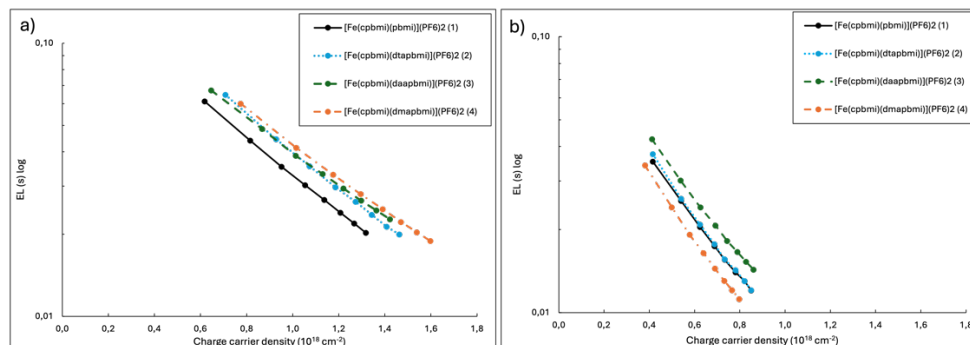 a)
[Fe(cpbmi)(pbmi)](PF6)2 (1)
[Fe(cpbmi)(dtapbmi)](PF6)2 (2)
[Fe(cpbmi)(daapbmi)](PF6)2 (3)
[Fe(cpbmi)(dmapbmi)](PF6)2 (4)
0,10
EL (s) log
0,01
0,0 0,2 0,4 0,6 0,8 1,0 1,2 1,4 1,6 1,8
Charge carrier density (10¹⁸ cm⁻²)
b)
[Fe(cpbmi)(pbmi)](PF6)2 (1)
[Fe(cpbmi)(dtapbmi)](PF6)2 (2)
[Fe(cpbmi)(daapbmi)](PF6)2 (3)
[Fe(cpbmi)(dmapbmi)](PF6)2 (4)
0,10
EL (s) log
0,01
0,0 0,2 0,4 0,6 0,8 1,0 1,2 1,4 1,6 1,8
Charge carrier density (10¹⁸ cm⁻²)